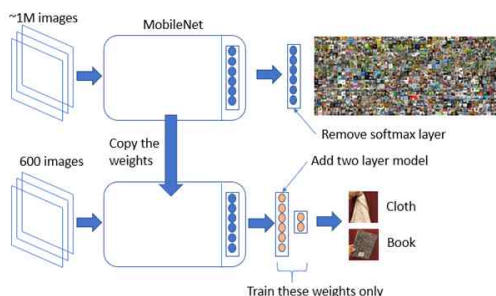 ~1M images
MobileNet
Remove softmax layer
Copy the
weights
600 images
Add two layer model
Cloth
Book
Train these weights only